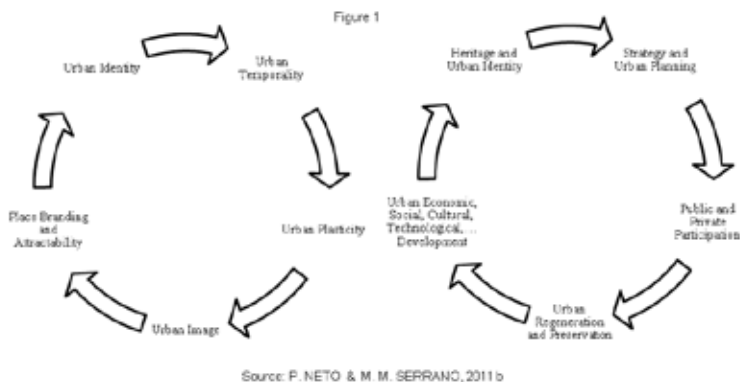 Figure 1
Urban Identity
Urban
Temporality
Urban Plasticity
Urban Image
Place Branding
and
Attractability
Heritage and
Urban Identity
Strategy and
Urban Planning
Public and
Private
Participation
Urban
Regeneration
and Preservation
Urban Economic,
Social, Cultural,
Technological,...
Development
Source: P. NETO & M. M. SERRANO, 2011b